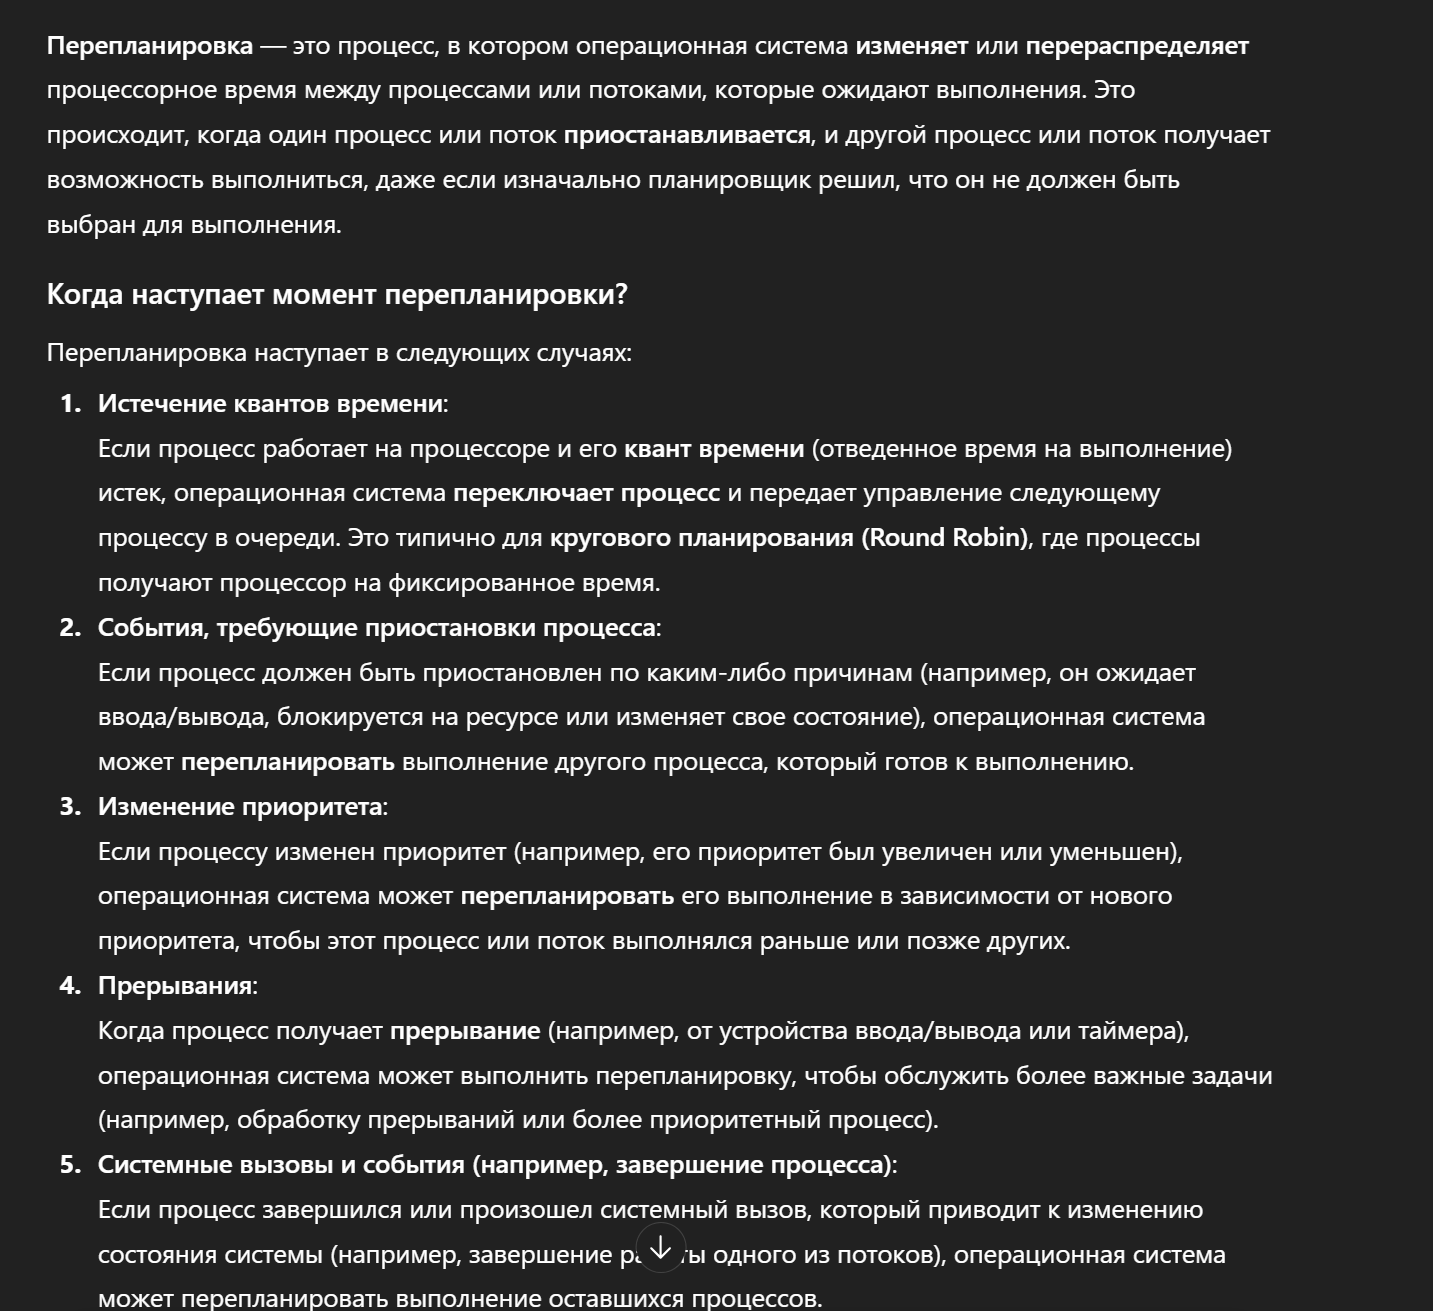 Перепланировка — это процесс, в котором операционная система изменяет или перераспределяет
процессорное время между процессами или потоками, которые ожидают выполнения. Это
происходит, когда один процесс или поток приостанавливается, и другой процесс или поток получает
возможность выполниться, даже если изначально планировщик решил, что он не должен быть
выбран для выполнения.
Когда наступает момент перепланировки?
Перепланировка наступает в следующих случаях:
1. Истечение квантов времени:
Если процесс работает на процессоре и его квант времени (отведенное время на выполнение)
истек, операционная система переключает процесс и передает управление следующему
процессу в очереди. Это типично для кругового планирования (Round Robin), где процессы
получают процессор на фиксированное время.
2. События, требующие приостановки процесса:
Если процесс должен быть приостановлен по каким-либо причинам (например, он ожидает
ввода/вывода, блокируется на ресурсе или изменяет свое состояние), операционная система
может перепланировать выполнение другого процесса, который готов к выполнению.
3. Изменение приоритета:
Если процессу изменен приоритет (например, его приоритет был увеличен или уменьшен),
операционная система может перепланировать его выполнение в зависимости от нового
приоритета, чтобы этот процесс или поток выполнялся раньше или позже других.
4. Прерывания:
Когда процесс получает прерывание (например, от устройства ввода/вывода или таймера),
операционная система может выполнить перепланировку, чтобы обслужить более важные задачи
(например, обработку прерываний или более приоритетный процесс).
5. Системные вызовы и события (например, завершение процесса):
Если процесс завершился или произошел системный вызов, который приводит к изменению
состояния системы (например, завершение одного из потоков), операционная система
может перепланировать выполнение оставшихся процессов.